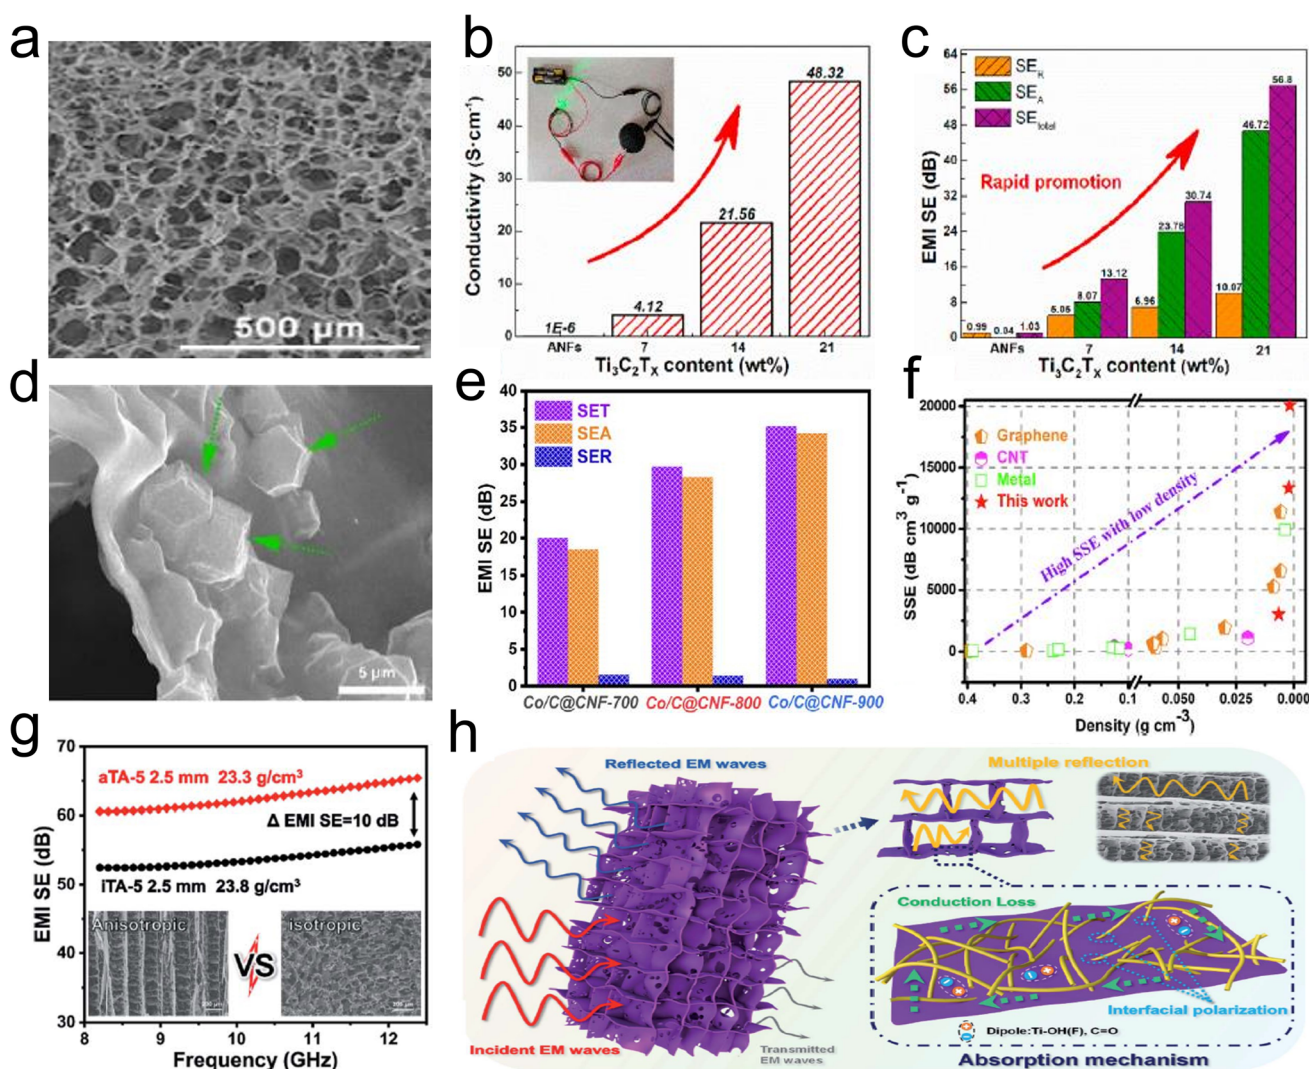 a
500 μm
b
Conductivity (S·cm⁻¹)
50
40
30
20
10
0
1E-6
4.12
21.56
48.32
ANFs
7
14
21
Ti₃C₂Tₓ content (wt%)
c
EMI SE (dB)
64
56
48
40
32
24
16
8
0
SE_R
SE_A
SE_total
Rapid promotion
0.99
0.04
1.03
5.05
8.07
13.12
6.96
23.78
30.74
10.07
46.72
56.8
ANFs
7
14
21
Ti₃C₂Tₓ content (wt%)
d
5 μm
e
EMI SE (dB)
40
35
30
25
20
15
10
5
0
SET
SEA
SER
Co/C@CNF-700
Co/C@CNF-800
Co/C@CNF-900
f
SSE (dB cm³ g⁻¹)
20000
15000
10000
5000
0
Graphene
CNT
Metal
This work
High SSE with low density
0.4
0.3
0.2
0.1
0.050
0.025
0.000
Density (g cm⁻³)
g
EMI SE (dB)
70
60
50
40
30
aTA-5 2.5 mm 23.3 g/cm³
Δ EMI SE=10 dB
iTA-5 2.5 mm 23.8 g/cm³
Anisotropic
VS
isotropic
8
9
10
11
12
Frequency (GHz)
h
Reflected EM waves
Incident EM waves
Transmitted
EM waves
Multiple reflection
Conduction Loss
Interfacial polarization
Dipole:Ti-OH(F), C=O
Absorption mechanism